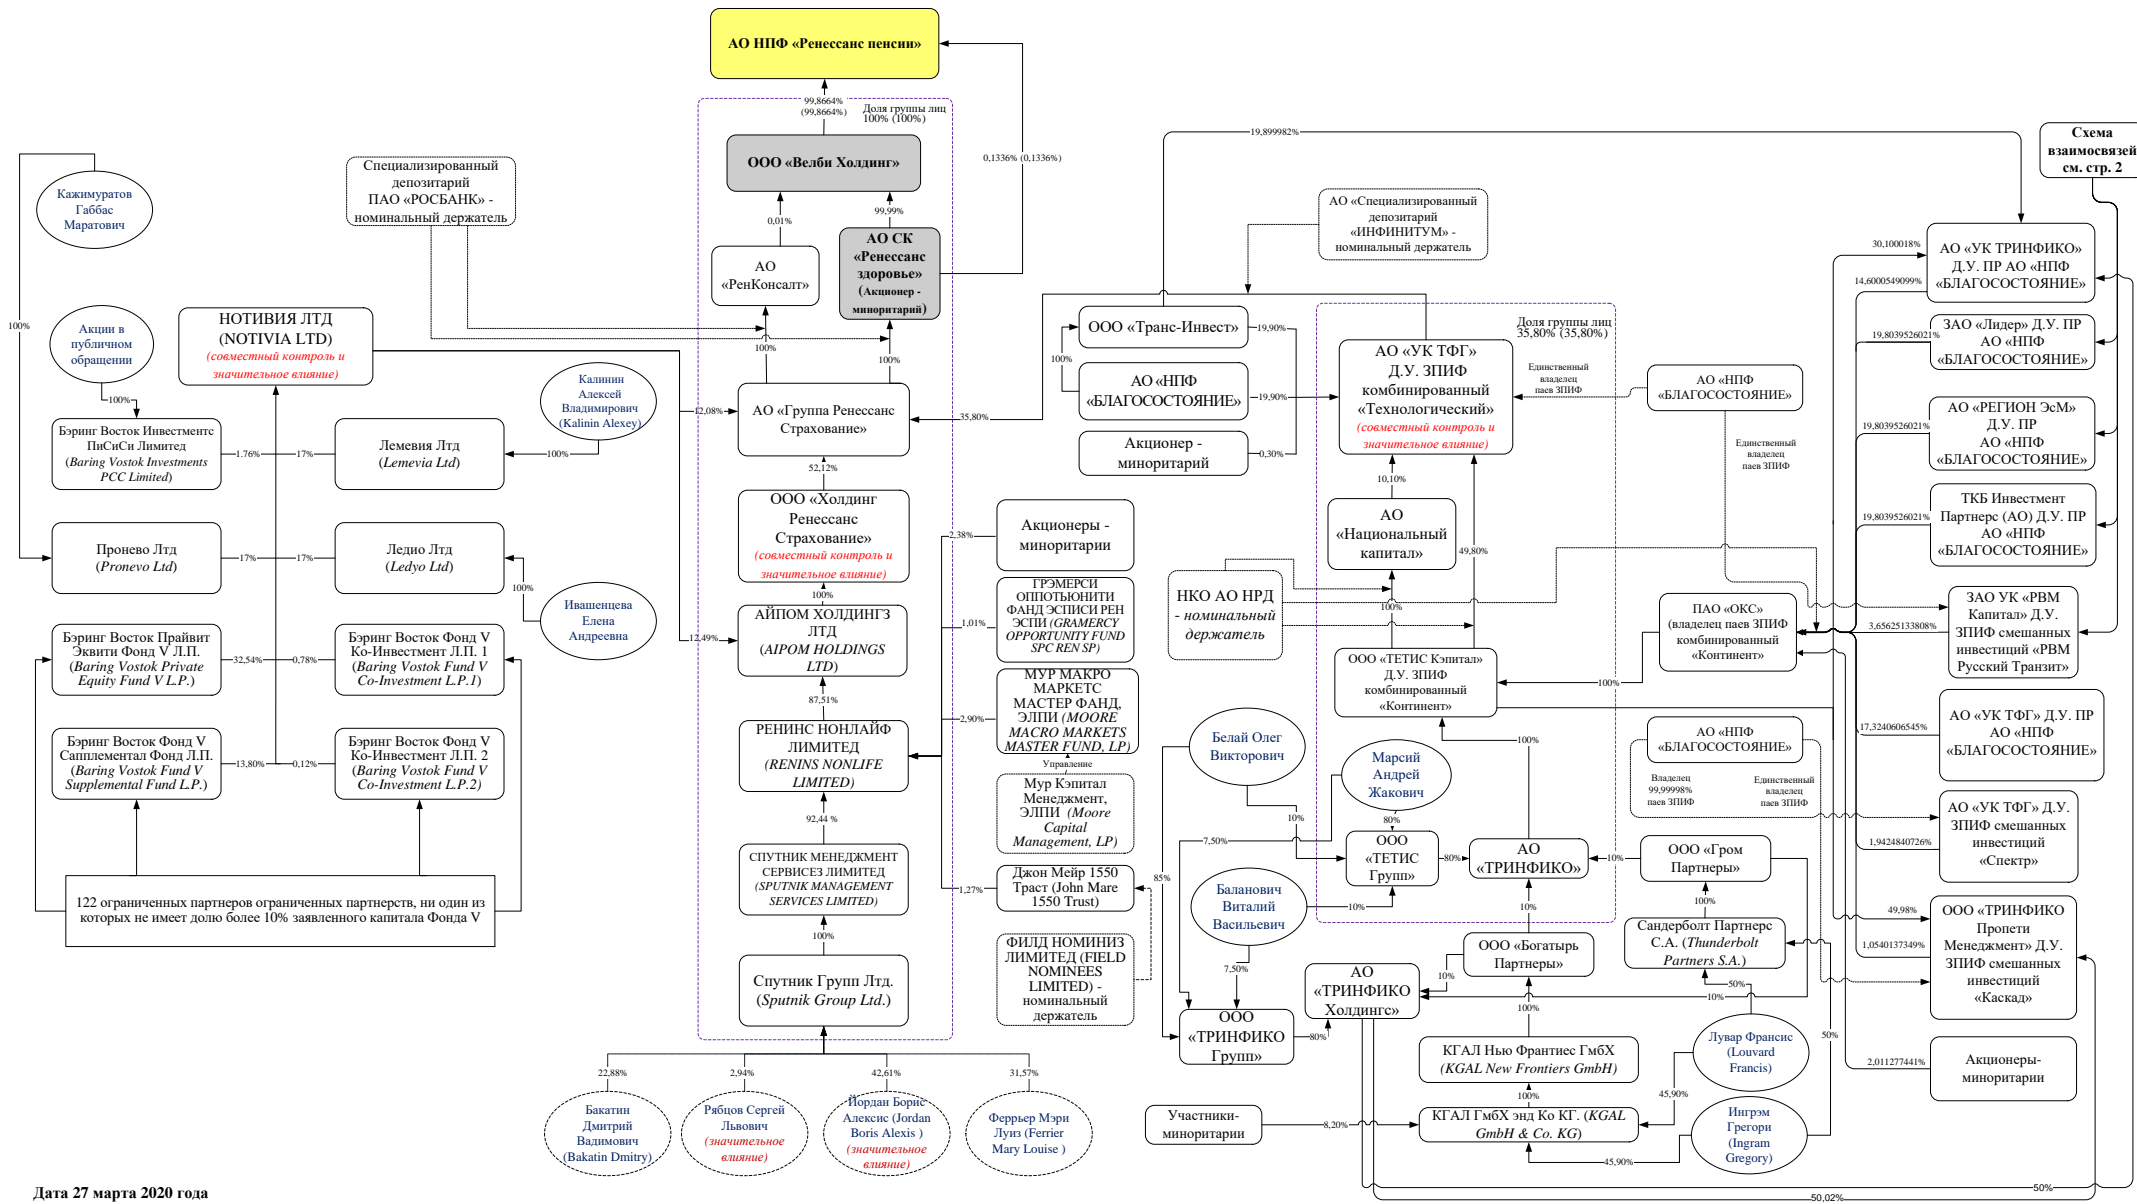 АО НПФ «Ренессанс пенсии»
99,8664%
(99,8664%)
Доля группы лиц
100% (100%)
0,1336% (0,1336%)
ООО «Велби Холдинг»
0,01%
99,99%
АО
«РенКонсалт»
АО СК
«Ренессанс
здоровье»
(Акционер -
миноритарий)
100%
100%
Специализированный
депозитарий
ПАО «РОСБАНК» -
номинальный держатель
Кажимуратов
Габбас
Маратович
100%
Акции в
публичном
обращении
100%
НОТИВИЯ ЛТД
(NOTIVIA LTD)
(совместный контроль и
значительное влияние)
Калинин
Алексей
Владимирович
(Kalinin Alexey)
100%
12,08%
АО «Группа Ренессанс
Страхование»
35,80%
Бэринг Восток Инвестментс
ПиСиСи Лимитед
(Baring Vostok Investments
PCC Limited)
1.76%
17%
Лемевия Лтд
(Lemevia Ltd)
52,12%
ООО «Холдинг
Ренессанс
Страхование»
(совместный контроль и
значительное влияние)
Пронево Лтд
(Pronevo Ltd)
17%
17%
Ледио Лтд
(Ledyo Ltd)
100%
Ивашенцева
Елена
Андреевна
100%
12,49%
АЙПОМ ХОЛДИНГЗ
ЛТД
(AIPOM HOLDINGS
LTD)
Бэринг Восток Прайвит
Эквити Фонд V Л.П.
(Baring Vostok Private
Equity Fund V L.P.)
32,54%
0,78%
Бэринг Восток Фонд V
Ко-Инвестмент Л.П. 1
(Baring Vostok Fund V
Co-Investment L.P.1)
87,51%
РЕНИНС НОНЛАЙФ
ЛИМИТЕД
(RENINS NONLIFE
LIMITED)
Бэринг Восток Фонд V
Сапплементал Фонд Л.П.
(Baring Vostok Fund V
Supplemental Fund L.P.)
13,80%
0,12%
Бэринг Восток Фонд V
Ко-Инвестмент Л.П. 2
(Baring Vostok Fund V
Co-Investment L.P.2)
92,44 %
СПУТНИК МЕНЕДЖМЕНТ
СЕРВИСЕЗ ЛИМИТЕД
(SPUTNIK MANAGEMENT
SERVICES LIMITED)
122 ограниченных партнеров ограниченных партнерств, ни один из
которых не имеет долю более 10% заявленного капитала Фонда V
100%
Спутник Групп Лтд.
(Sputnik Group Ltd.)
22,88%
2,94%
42,61%
31,57%
Бакатин
Дмитрий
Вадимович
(Bakatin Dmitry)
Рябцов Сергей
Львович
(значительное
влияние)
Йордан Борис
Алексис (Jordan
Boris Alexis )
(значительное
влияние)
Феррьер Мэри
Луиз (Ferrier
Mary Louise )
2,38%
Акционеры -
миноритарии
1,01%
ГРЭМЕРСИ
ОППОТЬЮНИТИ
ФАНД ЭСПИСИ РЕН
ЭСПИ (GRAMERCY
OPPORTUNITY FUND
SPC REN SP)
2,90%
МУР МАКРО
МАРКЕТС
МАСТЕР ФАНД,
ЭЛПИ (MOORE
MACRO MARKETS
MASTER FUND, LP)
Управление
Мур Кэпитал
Менеджмент,
ЭЛПИ (Moore
Capital
Management, LP)
1,27%
Джон Мейр 1550
Траст (John Mare
1550 Trust)
ФИЛД НОМИНИЗ
ЛИМИТЕД (FIELD
NOMINEES
LIMITED) -
номинальный
держатель
19,899982%
АО «Специализированный
депозитарий
«ИНФИНИТУМ» -
номинальный держатель
ООО «Транс-Инвест»
19,90%
100%
АО «НПФ
«БЛАГОСОСТОЯНИЕ»
19,90%
Акционер -
миноритарий
0,30%
Доля группы лиц
35,80% (35,80%)
АО «УК ТФГ»
Д.У. ЗПИФ
комбинированный
«Технологический»
(совместный контроль и
значительное влияние)
Единственный
владелец
паев ЗПИФ
АО «НПФ
«БЛАГОСОСТОЯНИЕ»
Единственный
владелец
паев ЗПИФ
10,10%
АО
«Национальный
капитал»
49,80%
НКО АО НРД
- номинальный
держатель
100%
ООО «ТЕТИС Кэпитал»
Д.У. ЗПИФ
комбинированный
«Континент»
100%
ПАО «ОКС»
(владелец паев ЗПИФ
комбинированный
«Континент»
100%
Белай Олег
Викторович
Марсий
Андрей
Жакович
10%
80%
7,50%
85%
ООО
«ТЕТИС
Групп»
80%
АО
«ТРИНФИКО»
10%
ООО «Гром
Партнеры»
Баланович
Виталий
Васильевич
10%
10%
7,50%
100%
ООО «Богатырь
Партнеры»
Сандерболт Партнерс
С.А. (Thunderbolt
Partners S.A.)
10%
АО
«ТРИНФИКО
Холдингс»
50%
10%
ООО
«ТРИНФИКО
Групп»
80%
100%
КГАЛ Нью Франтиес ГмбХ
(KGAL New Frontiers GmbH)
Лувар Франсис
(Louvard
Francis)
50%
100%
45,90%
Участники-
миноритарии
8,20%
КГАЛ ГмбХ энд Ко КГ. (KGAL
GmbH & Co. KG)
Ингрэм
Грегори
(Ingram
Gregory)
45,90%
Схема
взаимосвязей
см. стр. 2
30,100018%
14,6000549099%
АО «УК ТРИНФИКО»
Д.У. ПР АО «НПФ
«БЛАГОСОСТОЯНИЕ»
19,8039526021%
ЗАО «Лидер» Д.У. ПР
АО «НПФ
«БЛАГОСОСТОЯНИЕ»
19,8039526021%
АО «РЕГИОН ЭсМ»
Д.У. ПР
АО «НПФ
«БЛАГОСОСТОЯНИЕ»
19,8039526021%
ТКБ Инвестмент
Партнерс (АО) Д.У. ПР
АО «НПФ
«БЛАГОСОСТОЯНИЕ»
3,65625133808%
ЗАО УК «РВМ
Капитал» Д.У.
ЗПИФ смешанных
инвестиций «РВМ
Русский Транзит»
17,3240606545%
АО «УК ТФГ» Д.У. ПР
АО «НПФ
«БЛАГОСОСТОЯНИЕ»
АО «НПФ
«БЛАГОСОСТОЯНИЕ»
Владелец
99,99998%
паев ЗПИФ
Единственный
владелец
паев ЗПИФ
1,9424840726%
АО «УК ТФГ» Д.У.
ЗПИФ смешанных
инвестиций
«Спектр»
49,98%
1,0540137349%
ООО «ТРИНФИКО
Пропети
Менеджмент» Д.У.
ЗПИФ смешанных
инвестиций
«Каскад»
2,011277441%
Акционеры-
миноритарии
50%
50,02%
Дата 27 марта 2020 года